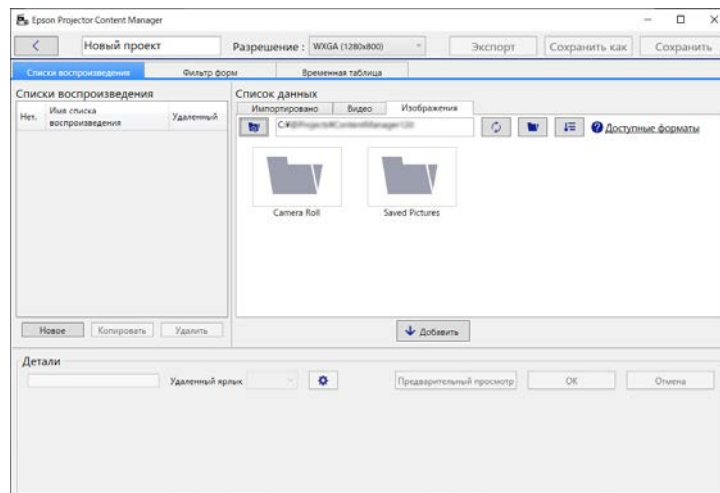 Epson Projector Content Manager
Новый проект
Разрешение :
WXGA (1280x800)
Экспорт
Сохранить как
Сохранить
Списки воспроизведения
Фильтр форм
Временная таблица
Списки воспроизведения
Нет.
Имя списка
воспроизведения
Удаленный
Новое
Копировать
Удалить
Список данных
Импортировано
Видео
Изображения
Доступные форматы
Camera Roll
Saved Pictures
Добавить
Детали
Удаленный ярлык
Предварительный просмотр
OK
Отмена